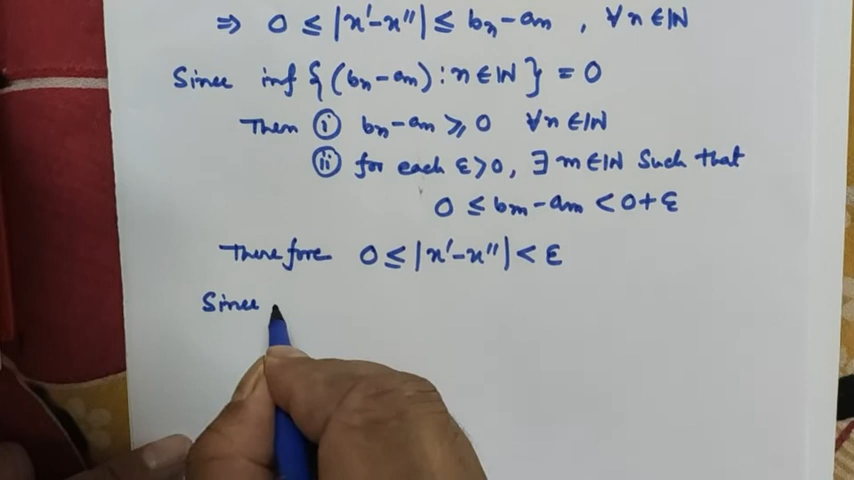 ⇒ 0 ≤ |x'-x''| ≤ bn-an , ∀ n ∈ ℕ
Since inf {(bn-an) : n ∈ ℕ} = 0
Then (i) bn-an ≥ 0 ∀ n ∈ ℕ
(ii) for each ε>0, ∃ m ∈ ℕ Such that
0 ≤ bm-am < 0+ε
Therefore 0 ≤ |x'-x''| < ε
Since